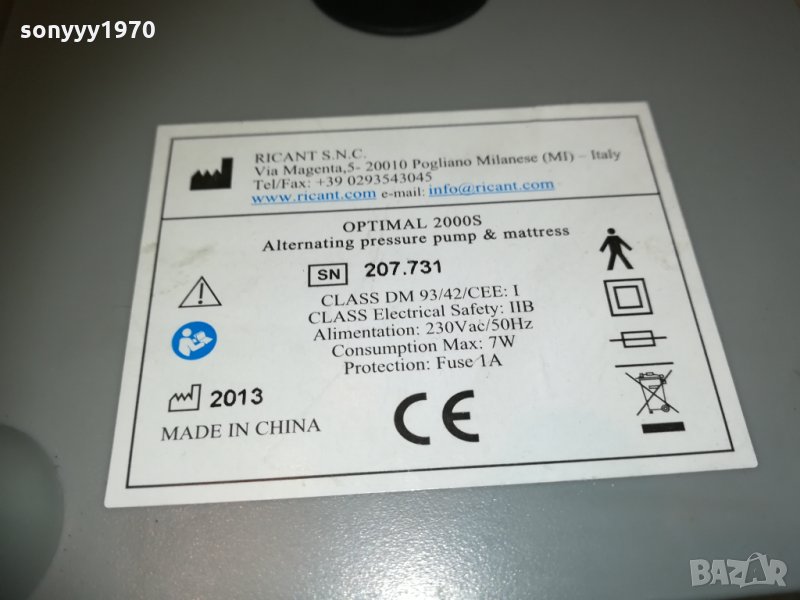 sonyyy1970
RICANT S.N.C.
Via Magenta,5- 20010 Pogliano Milanese (MI) – Italy
Tel/Fax: +39 0293543045
www.ricant.com e-mail: info@ricant.com
OPTIMAL 2000S
Alternating pressure pump & mattress
SN 207.731
CLASS DM 93/42/CEE: I
CLASS Electrical Safety: IIB
Alimentation: 230Vac/50Hz
Consumption Max: 7W
Protection: Fuse 1A
2013
MADE IN CHINA
CE
BAZAR